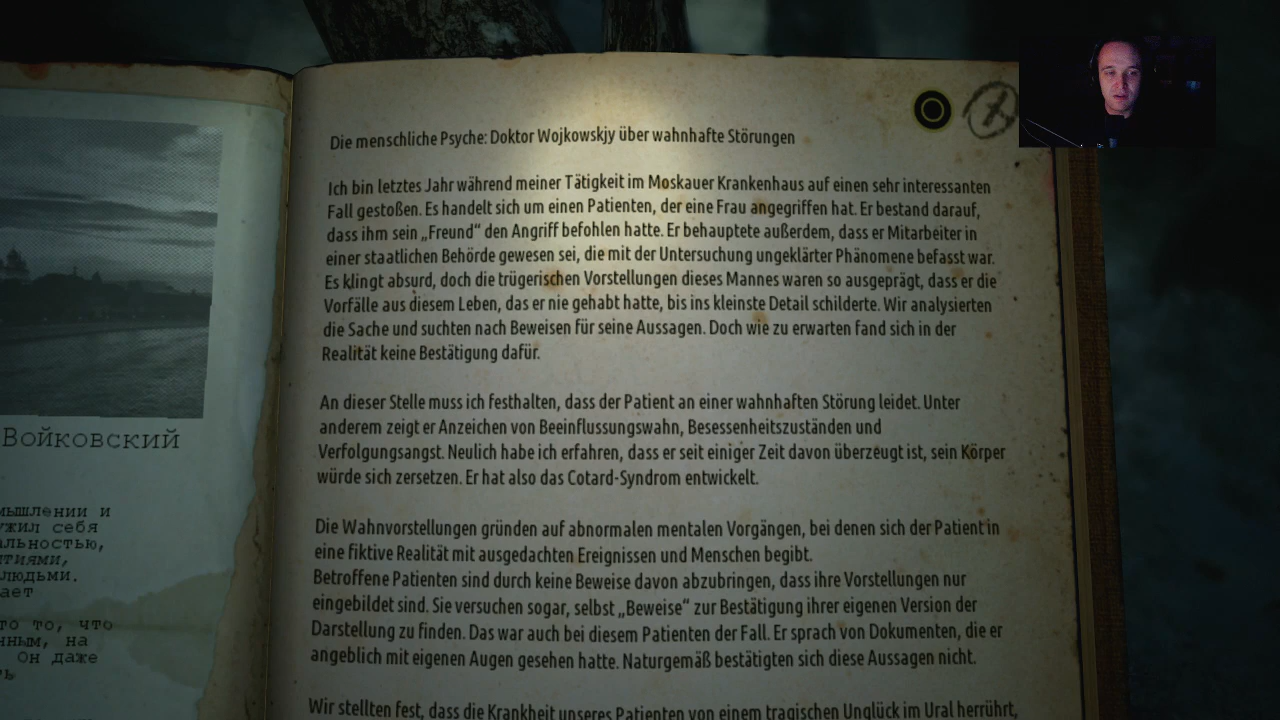 Войковский
мышлении и
ужил себя
альностью,
тиями,
людьми.
ает
то то, что
нным, на
Он даже
ь
Die menschliche Psyche: Doktor Wojkowskjy über wahnhafte Störungen
Ich bin letztes Jahr während meiner Tätigkeit im Moskauer Krankenhaus auf einen sehr interessanten
Fall gestoßen. Es handelt sich um einen Patienten, der eine Frau angegriffen hat. Er bestand darauf,
dass ihm sein „Freund“ den Angriff befohlen hatte. Er behauptete außerdem, dass er Mitarbeiter in
einer staatlichen Behörde gewesen sei, die mit der Untersuchung ungeklärter Phänomene befasst war.
Es klingt absurd, doch die trügerischen Vorstellungen dieses Mannes waren so ausgeprägt, dass er die
Vorfälle aus diesem Leben, das er nie gehabt hatte, bis ins kleinste Detail schilderte. Wir analysierten
die Sache und suchten nach Beweisen für seine Aussagen. Doch wie zu erwarten fand sich in der
Realität keine Bestätigung dafür.
An dieser Stelle muss ich festhalten, dass der Patient an einer wahnhaften Störung leidet. Unter
anderem zeigt er Anzeichen von Beeinflussungswahn, Besessenheitszuständen und
Verfolgungsangst. Neulich habe ich erfahren, dass er seit einiger Zeit davon überzeugt ist, sein Körper
würde sich zersetzen. Er hat also das Cotard-Syndrom entwickelt.
Die Wahnvorstellungen gründen auf abnormalen mentalen Vorgängen, bei denen sich der Patient in
eine fiktive Realität mit ausgedachten Ereignissen und Menschen begibt.
Betroffene Patienten sind durch keine Beweise davon abzubringen, dass ihre Vorstellungen nur
eingebildet sind. Sie versuchen sogar, selbst „Beweise“ zur Bestätigung ihrer eigenen Version der
Darstellung zu finden. Das war auch bei diesem Patienten der Fall. Er sprach von Dokumenten, die er
angeblich mit eigenen Augen gesehen hatte. Naturgemäß bestätigten sich diese Aussagen nicht.
Wir stellten fest, dass die Krankheit unseres Patienten von einem tragischen Unglück im Ural herrührt,